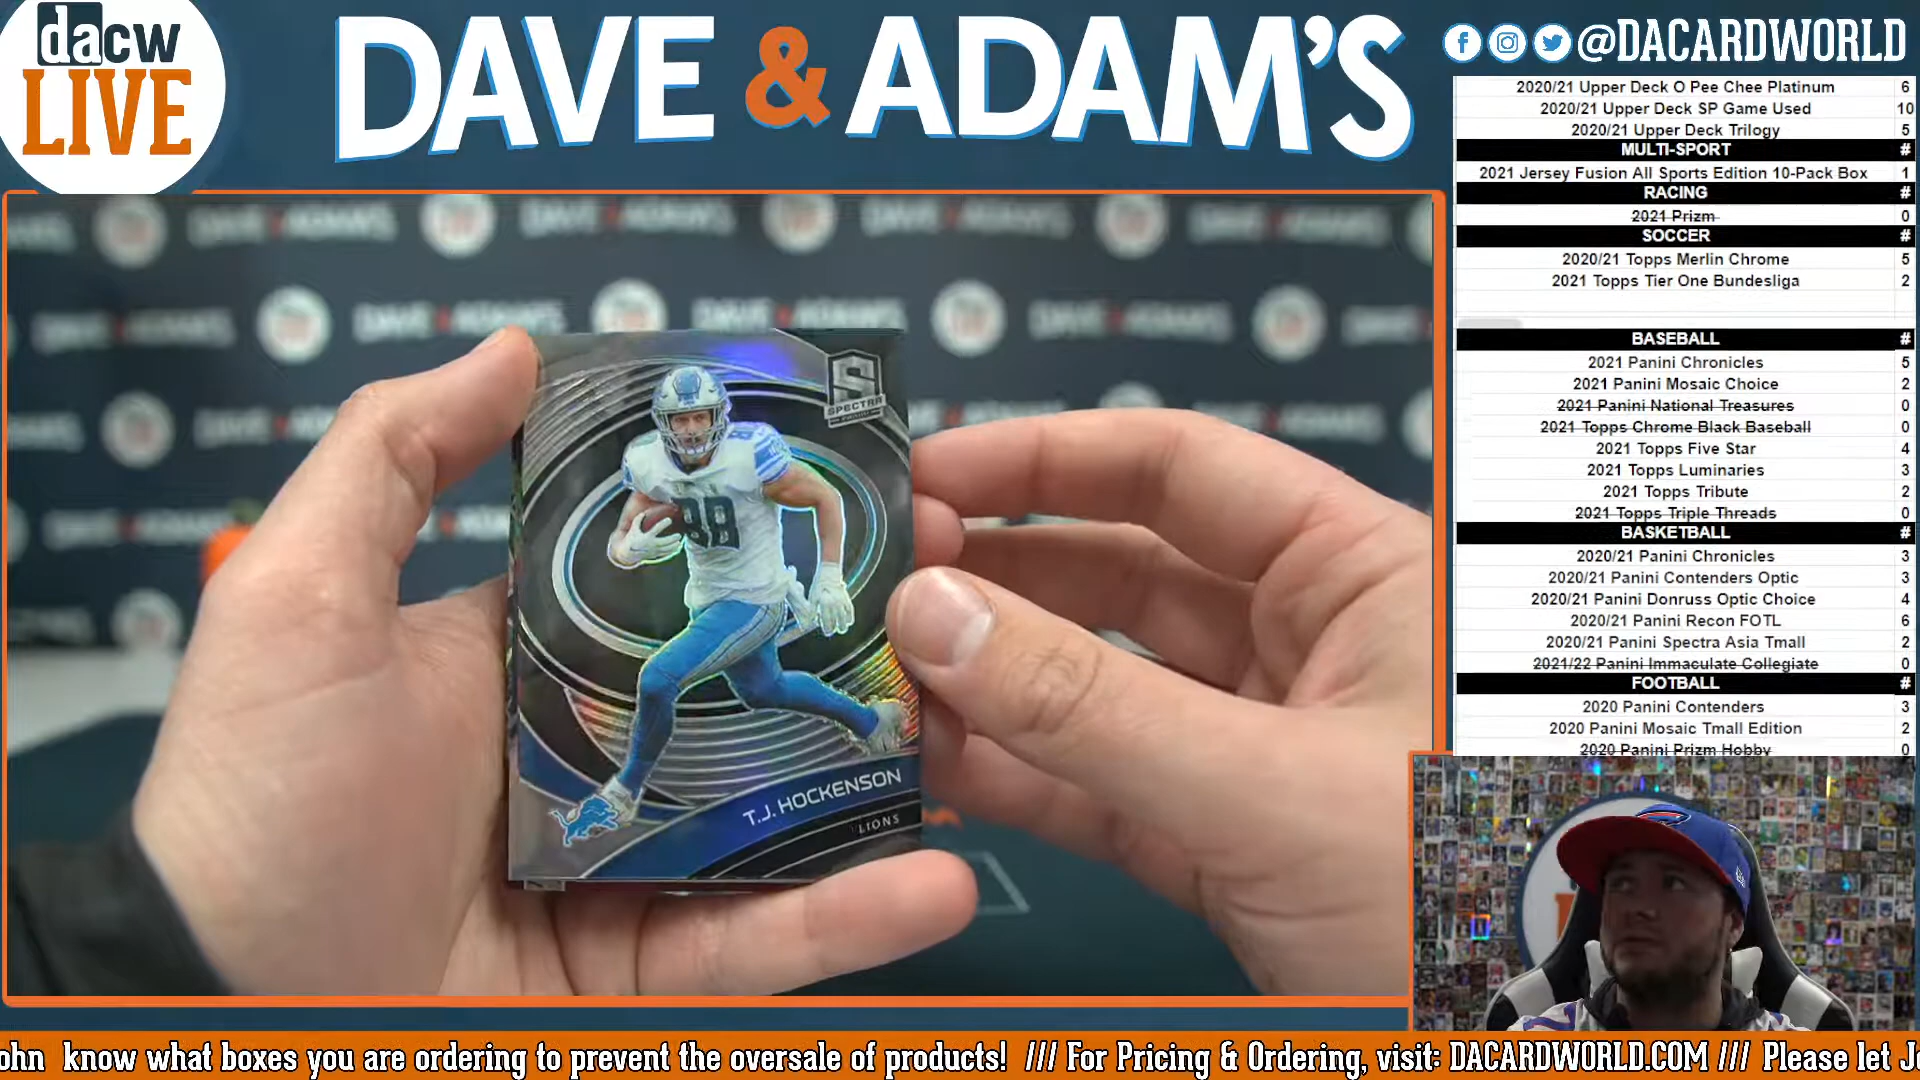 dacw
LIVE
DAVE & ADAM'S
@DACARDWORLD
2020/21 Upper Deck O Pee Chee Platinum 6
2020/21 Upper Deck SP Game Used 10
2020/21 Upper Deck Trilogy 5
MULTI-SPORT #
2021 Jersey Fusion All Sports Edition 10-Pack Box 1
RACING #
2021 Prizm 0
SOCCER #
2020/21 Topps Merlin Chrome 5
2021 Topps Tier One Bundesliga 2
BASEBALL #
2021 Panini Chronicles 5
2021 Panini Mosaic Choice 2
2021 Panini National Treasures 0
2021 Topps Chrome Black Baseball 0
2021 Topps Five Star 4
2021 Topps Luminaries 3
2021 Topps Tribute 2
2021 Topps Triple Threads 0
BASKETBALL #
2020/21 Panini Chronicles 3
2020/21 Panini Contenders Optic 3
2020/21 Panini Donruss Optic Choice 4
2020/21 Panini Recon FOTL 6
2020/21 Panini Spectra Asia Tmall 2
2021/22 Panini Immaculate Collegiate 0
FOOTBALL #
2020 Panini Contenders 3
2020 Panini Mosaic Tmall Edition 2
2020 Panini Prizm Hobby 0
S
SPECTRA
88
88
T.J. HOCKENSON
LIONS
ohn know what boxes you are ordering to prevent the oversale of products! /// For Pricing & Ordering, visit: DACARDWORLD.COM /// Please let J